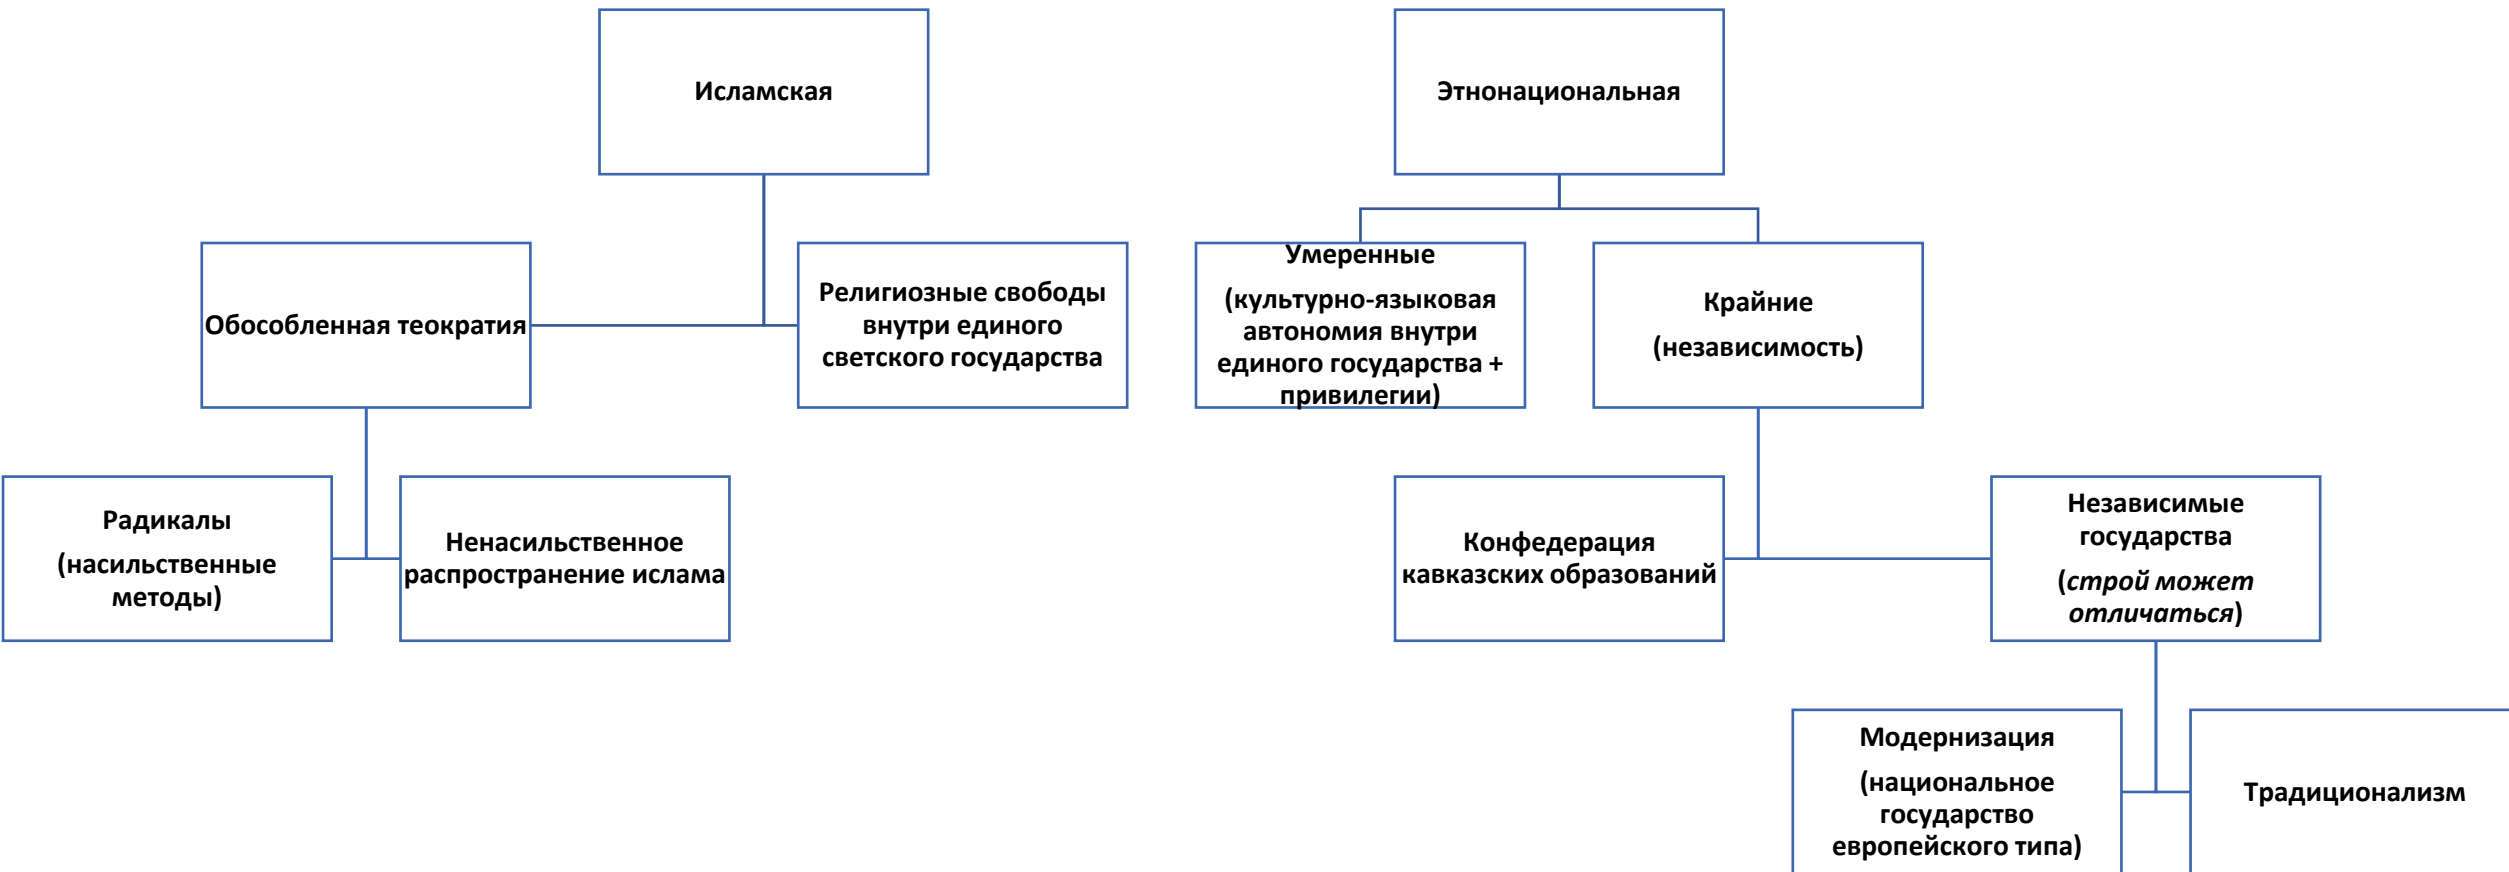 Исламская
Этнонациональная
Обособленная теократия
Религиозные свободы
внутри единого
светского государства
Умеренные
(культурно-языковая
автономия внутри
единого государства +
привилегии)
Крайние
(независимость)
Радикалы
(насильственные
методы)
Ненасильственное
распространение ислама
Конфедерация
кавказских образований
Независимые
государства
(строй может
отличаться)
Модернизация
(национальное
государство
европейского типа)
Традиционализм